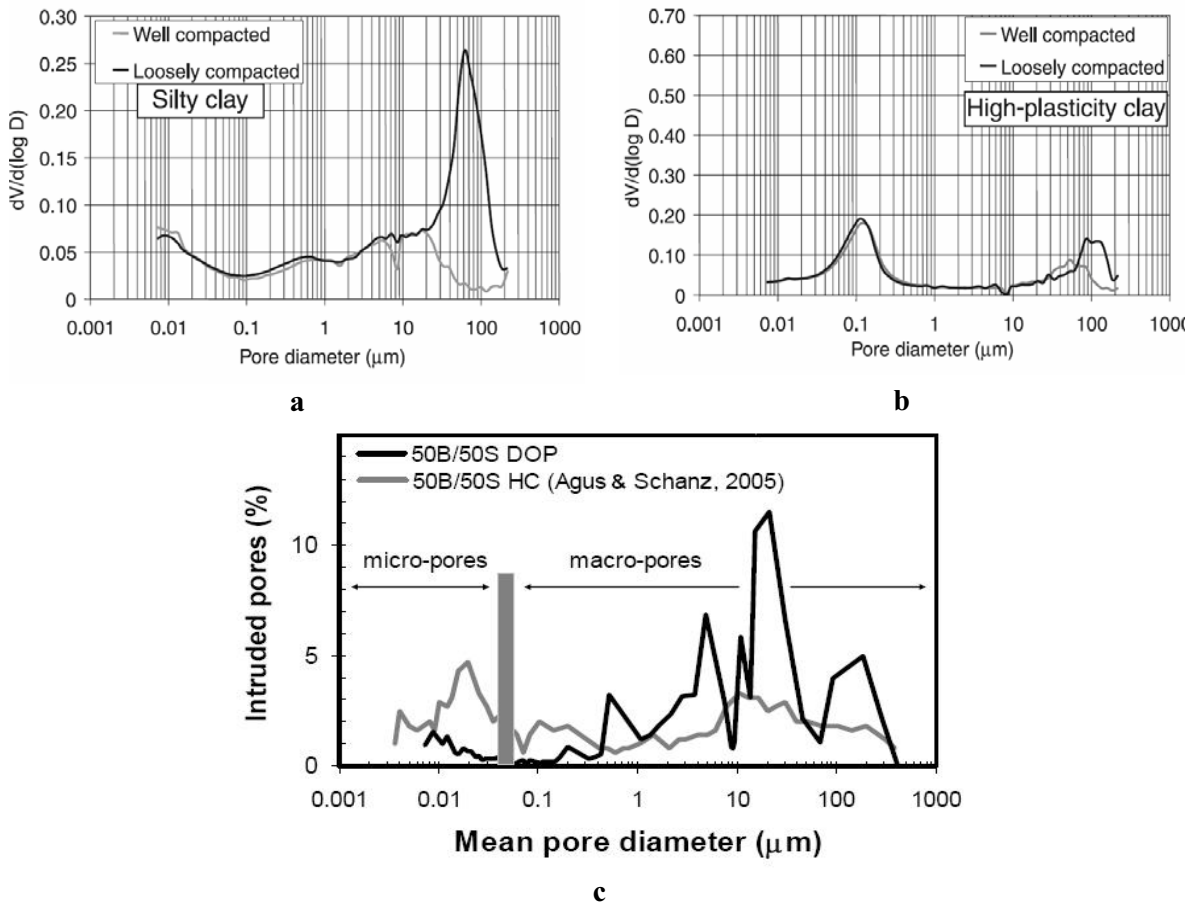 0.30
0.25
0.20
0.15
0.10
0.05
0
dV/d(log D)
Well compacted
Loosely compacted
Silty clay
0.001 0.01 0.1 1 10 100 1000
Pore diameter (μm)
a
0.70
0.60
0.50
0.40
0.30
0.20
0.10
0
dV/d(log D)
Well compacted
Loosely compacted
High-plasticity clay
0.001 0.01 0.1 1 10 100 1000
Pore diameter (μm)
b
Intruded pores (%)
10
5
0
50B/50S DOP
50B/50S HC (Agus & Schanz, 2005)
micro-pores macro-pores
0.001 0.01 0.1 1 10 100 1000
Mean pore diameter (μm)
c